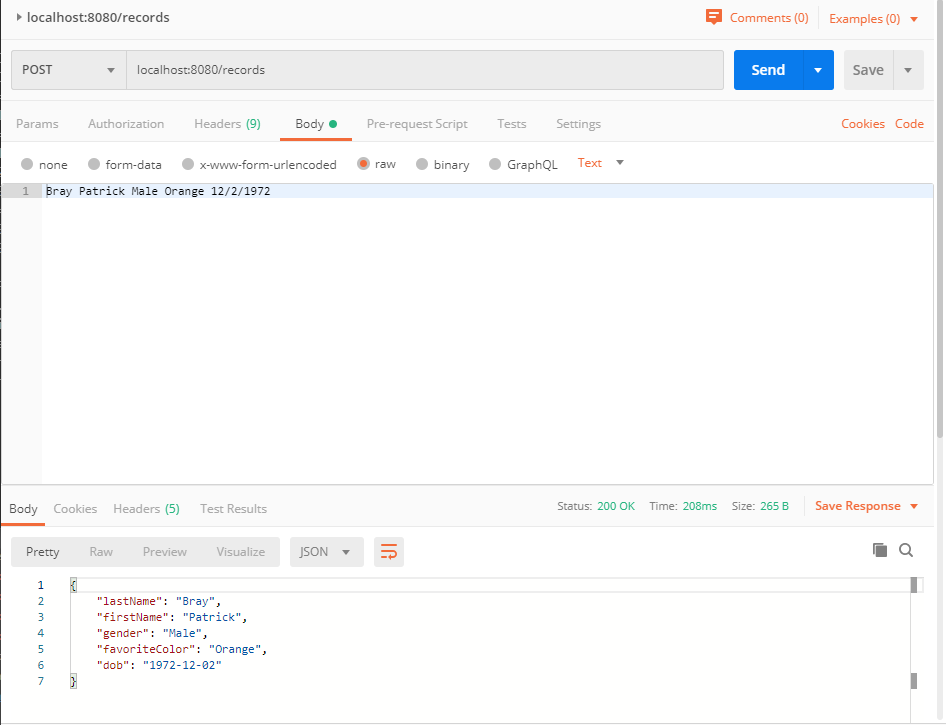 localhost:8080/records Comments (0) Examples (0)
POST localhost:8080/records Send Save
Params Authorization Headers (9) Body Pre-request Script Tests Settings Cookies Code
none form-data x-www-form-urlencoded raw binary GraphQL Text
1 Bray Patrick Male Orange 12/2/1972
Body Cookies Headers (5) Test Results Status: 200 OK Time: 208ms Size: 265 B Save Response
Pretty Raw Preview Visualize JSON
1 {
2 "lastName": "Bray",
3 "firstName": "Patrick",
4 "gender": "Male",
5 "favoriteColor": "Orange",
6 "dob": "1972-12-02"
7 }